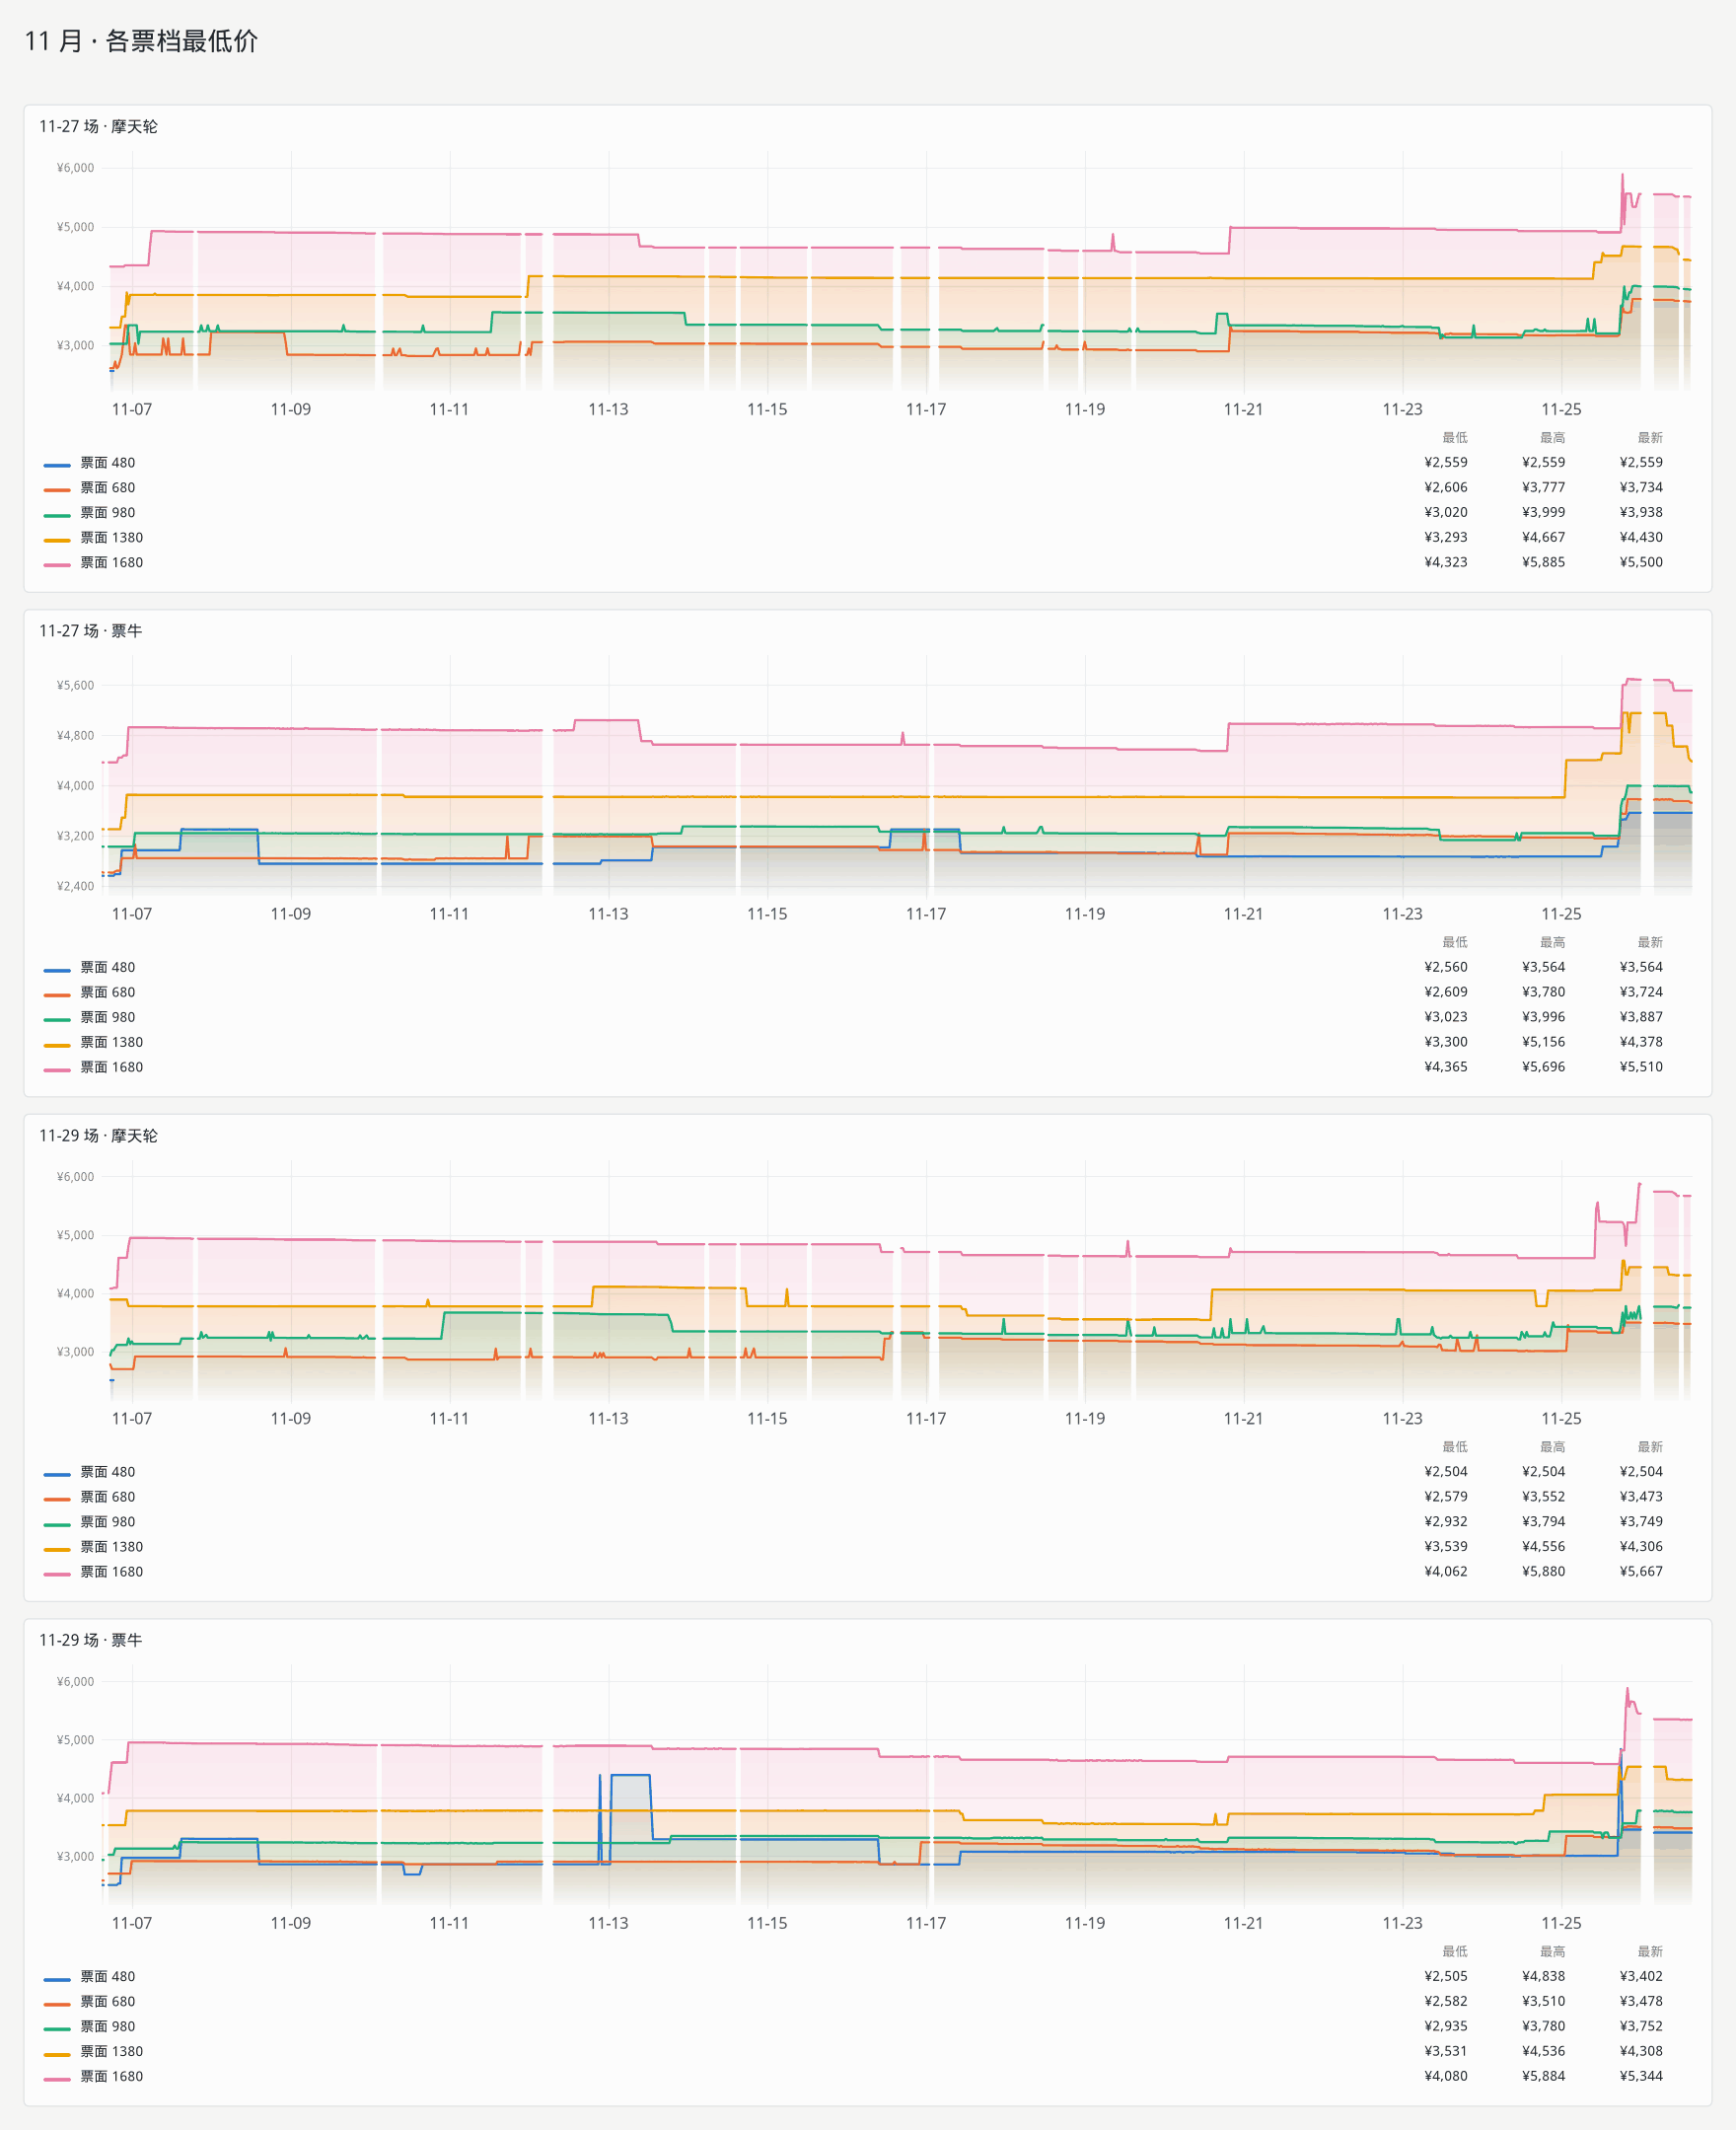 11 月 · 各票档最低价
11-27 场 · 摩天轮
¥6,000
¥5,000
¥4,000
¥3,000
11-07 11-09 11-11 11-13 11-15 11-17 11-19 11-21 11-23 11-25
最低 最高 最新
票面 480 ¥2,559 ¥2,559 ¥2,559
票面 680 ¥2,606 ¥3,777 ¥3,734
票面 980 ¥3,020 ¥3,999 ¥3,938
票面 1380 ¥3,293 ¥4,667 ¥4,430
票面 1680 ¥4,323 ¥5,885 ¥5,500
11-27 场 · 票牛
¥5,600
¥4,800
¥4,000
¥3,200
¥2,400
11-07 11-09 11-11 11-13 11-15 11-17 11-19 11-21 11-23 11-25
最低 最高 最新
票面 480 ¥2,560 ¥3,564 ¥3,564
票面 680 ¥2,609 ¥3,780 ¥3,724
票面 980 ¥3,023 ¥3,996 ¥3,887
票面 1380 ¥3,300 ¥5,156 ¥4,378
票面 1680 ¥4,365 ¥5,696 ¥5,510
11-29 场 · 摩天轮
¥6,000
¥5,000
¥4,000
¥3,000
11-07 11-09 11-11 11-13 11-15 11-17 11-19 11-21 11-23 11-25
最低 最高 最新
票面 480 ¥2,504 ¥2,504 ¥2,504
票面 680 ¥2,579 ¥3,552 ¥3,473
票面 980 ¥2,932 ¥3,794 ¥3,749
票面 1380 ¥3,539 ¥4,556 ¥4,306
票面 1680 ¥4,062 ¥5,880 ¥5,667
11-29 场 · 票牛
¥6,000
¥5,000
¥4,000
¥3,000
11-07 11-09 11-11 11-13 11-15 11-17 11-19 11-21 11-23 11-25
最低 最高 最新
票面 480 ¥2,505 ¥4,838 ¥3,402
票面 680 ¥2,582 ¥3,510 ¥3,478
票面 980 ¥2,935 ¥3,780 ¥3,752
票面 1380 ¥3,531 ¥4,536 ¥4,308
票面 1680 ¥4,080 ¥5,884 ¥5,344